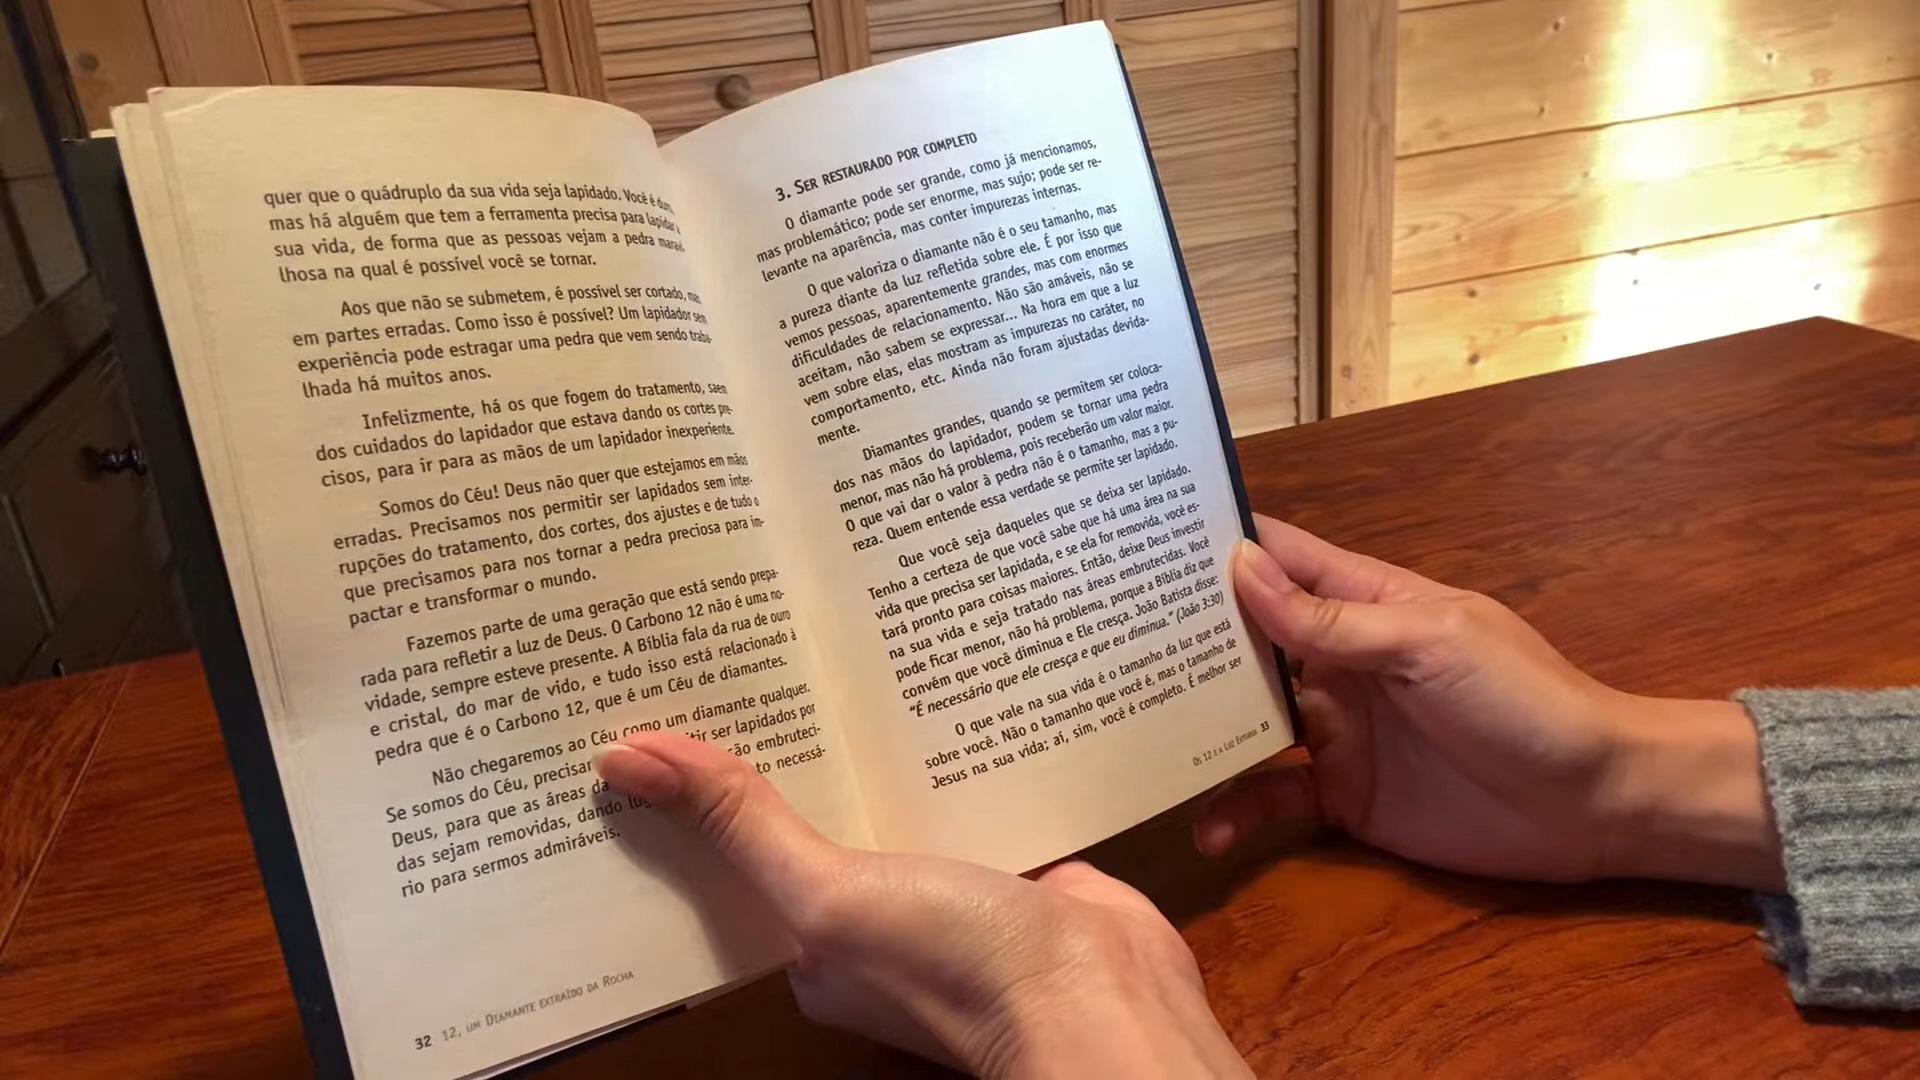 quer que o quádruplo da sua vida seja lapidado. Você é
mas há alguém que tem a ferramenta precisa para lapidar a
sua vida, de forma que as pessoas vejam a pedra maravi-
lhosa na qual é possível você se tornar.
Aos que não se submetem, é possível ser cortado, mas
em partes erradas. Como isso é possível? Um lapidador sem
experiência pode estragar uma pedra que vem sendo traba-
lhada há muitos anos.
Infelizmente, há os que fogem do tratamento, saem
dos cuidados do lapidador que estava dando os cortes pre-
cisos, para ir para as mãos de um lapidador inexperiente.
Somos do Céu! Deus não quer que estejamos em mãos
erradas. Precisamos nos permitir ser lapidados sem inter-
rupções do tratamento, dos cortes, dos ajustes e de tudo o
que precisamos para nos tornar a pedra preciosa para im-
pactar e transformar o mundo.
Fazemos parte de uma geração que está sendo prepa-
rada para refletir a luz de Deus. O Carbono 12 não é uma no-
vidade, sempre esteve presente. A Bíblia fala da rua de ouro
e cristal, do mar de vido, e tudo isso está relacionado à
pedra que é o Carbono 12, que é um Céu de diamantes.
Não chegaremos ao Céu como um diamante qualquer.
Se somos do Céu, ser lapidados por
Deus, para que as áreas embruteci-
das sejam removidas, dando necessá-
rio para sermos admiráveis.
32 12, um Diamante extraído da Rocha
3. Ser restaurado por completo
O diamante pode ser grande, como já mencionamos,
mas problemático; pode ser enorme, mas sujo; pode ser re-
levante na aparência, mas conter impurezas internas.
O que valoriza o diamante não é o seu tamanho, mas
a pureza diante da luz refletida sobre ele. É por isso que
vemos pessoas, aparentemente grandes, mas com enormes
dificuldades de relacionamento. Não são amáveis, não se
aceitam, não sabem se expressar... Na hora em que a luz
vem sobre elas, elas mostram as impurezas no caráter, no
comportamento, etc. Ainda não foram ajustadas devida-
mente.
Diamantes grandes, quando se permitem ser coloca-
dos nas mãos do lapidador, podem se tornar uma pedra
menor, mas não há problema, pois receberão um valor maior.
O que vai dar o valor à pedra não é o tamanho, mas a pu-
reza. Quem entende essa verdade se permite ser lapidado.
Que você seja daqueles que se deixa ser lapidado.
Tenho a certeza de que você sabe que há uma área na sua
vida que precisa ser lapidada, e se ela for removida, você es-
tará pronto para coisas maiores. Então, deixe Deus investir
na sua vida e seja tratado nas áreas embrutecidas. Você
pode ficar menor, não há problema, porque a Bíblia diz que
convém que você diminua e Ele cresça. João Batista disse:
“É necessário que ele cresça e que eu diminua.” (João 3:30)
O que vale na sua vida é o tamanho da luz que está
sobre você. Não o tamanho que você é, mas o tamanho de
Jesus na sua vida; aí, sim, você é completo. É melhor ser
Os 12 e a Luz Externa 33